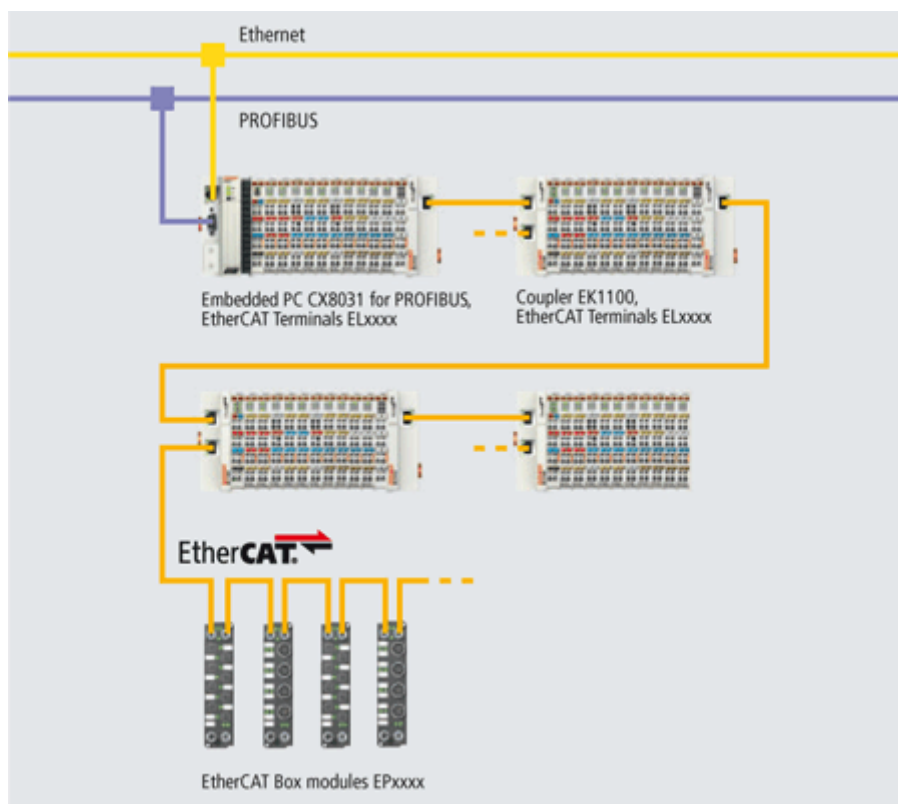 Ethernet
PROFIBUS
Embedded PC CX8031 for PROFIBUS,
EtherCAT Terminals ELxxxx
Coupler EK1100,
EtherCAT Terminals ELxxxx
EtherCAT®
EtherCAT Box modules EPxxxx